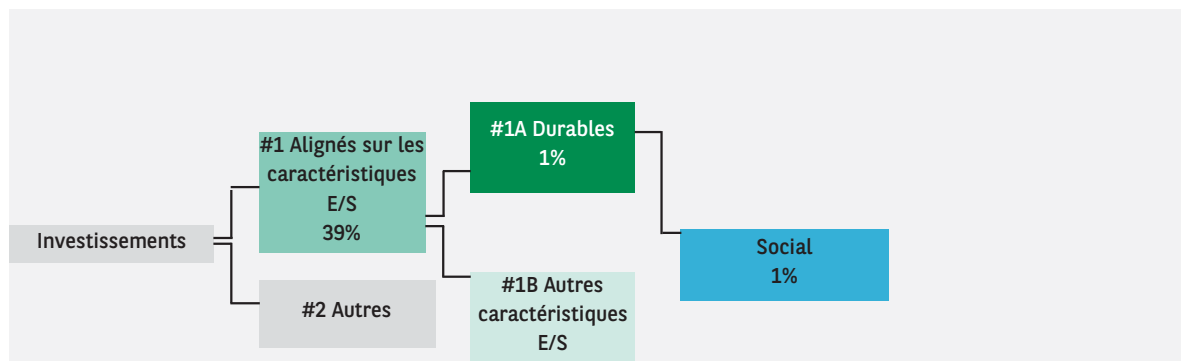 Investissements
#1 Alignés sur les
caractéristiques
E/S
39%
#2 Autres
#1A Durables
1%
#1B Autres
caractéristiques
E/S
Social
1%